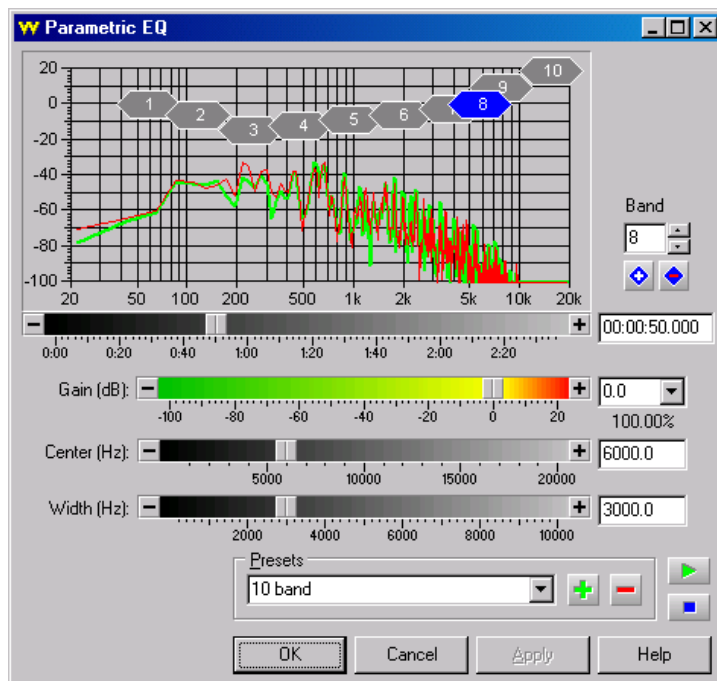 Parametric EQ
20
0
-20
-40
-60
-80
-100
1 2 3 4 5 6 7 8 9 10
20 50 100 200 500 1k 2k 5k 10k 20k
Band
8
00:00:50.000
0:00 0:20 0:40 1:00 1:20 1:40 2:00 2:20
Gain (dB): 0.0
-100 -80 -60 -40 -20 0 20
100.00%
Center (Hz): 6000.0
5000 10000 15000 20000
Width (Hz): 3000.0
2000 4000 6000 8000 10000
Presets
10 band
OK Cancel Apply Help